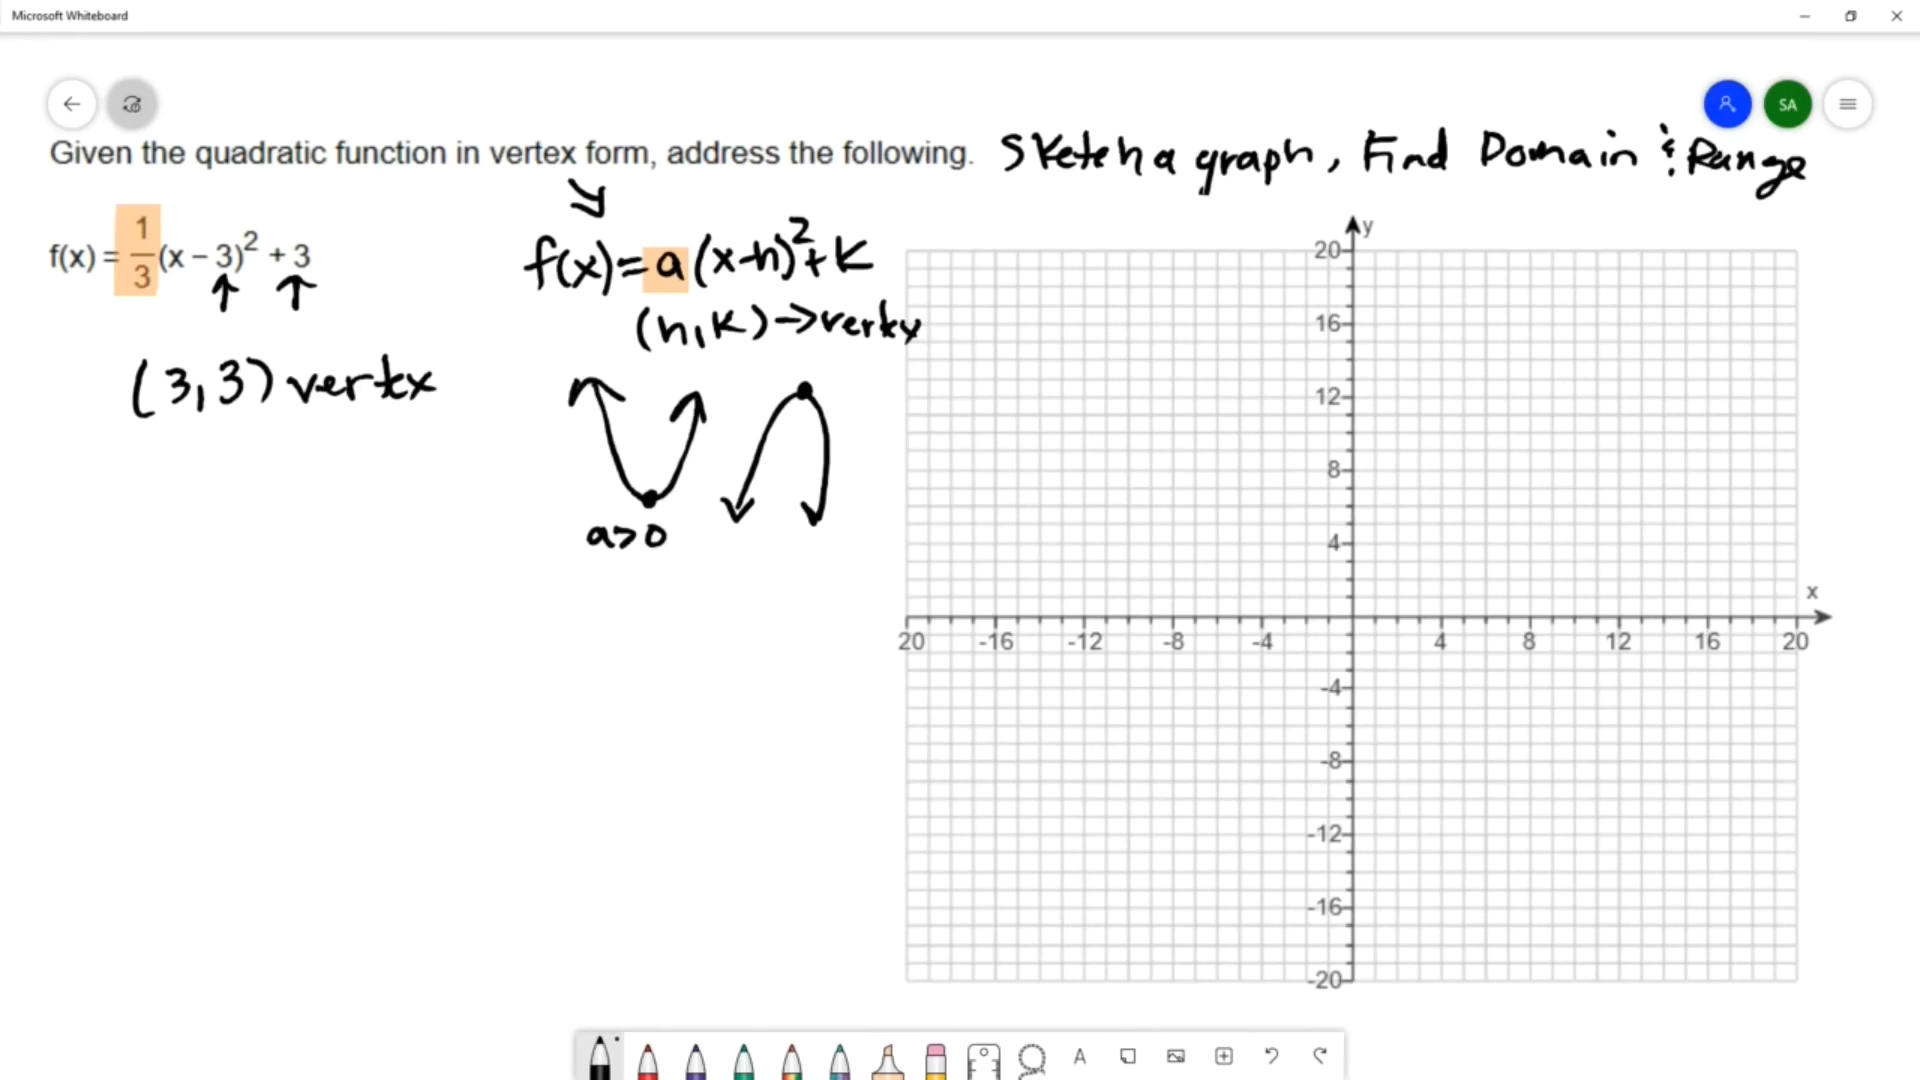 Microsoft Whiteboard
SA
Given the quadratic function in vertex form, address the following. Sketch a graph, Find Domain & Range
f(x) = 1/3 (x − 3)² + 3
f(x) = a(x-h)²+k
(h,k) → vertex
(3,3) vertex
a>0
y
20
16
12
8
4
x
20 -16 -12 -8 -4 4 8 12 16 20
-4
-8
-12
-16
-20
A